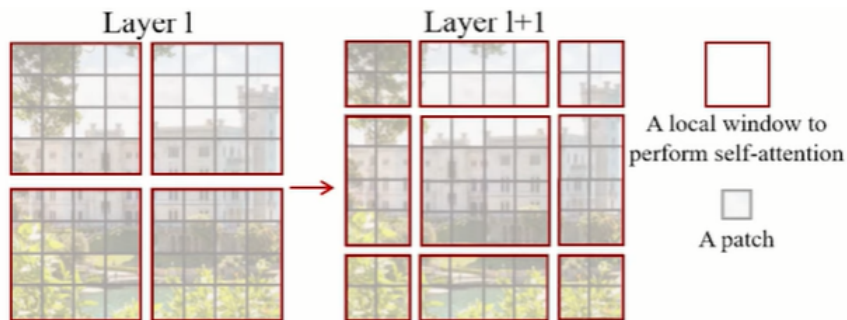 Layer l
Layer l+1
A local window to
perform self-attention
A patch